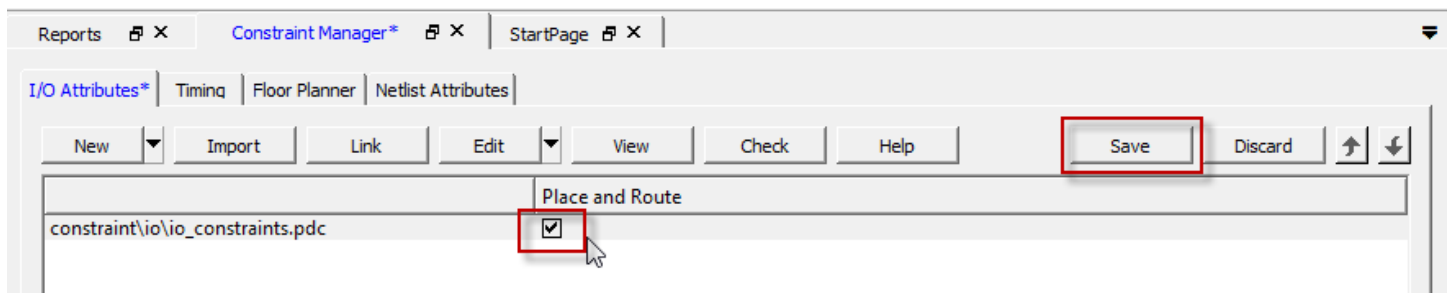 Reports Constraint Manager* StartPage
I/O Attributes* Timing Floor Planner Netlist Attributes
New Import Link Edit View Check Help Save Discard
Place and Route
constraint\io\io_constraints.pdc